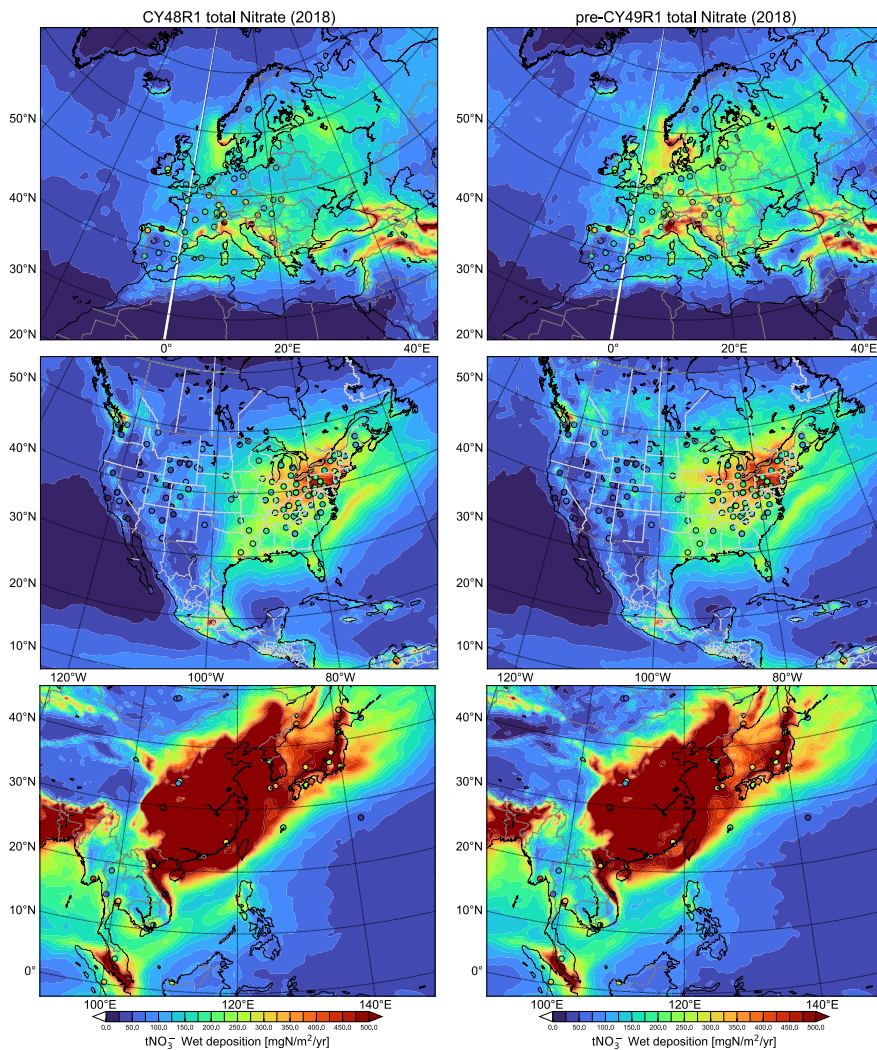 CY48R1 total Nitrate (2018)
pre-CY49R1 total Nitrate (2018)
50°N
40°N
30°N
20°N
0°
20°E
40°E
50°N
40°N
30°N
20°N
0°
20°E
40°E
50°N
40°N
30°N
20°N
10°N
120°W
100°W
80°W
50°N
40°N
30°N
20°N
10°N
120°W
100°W
80°W
40°N
30°N
20°N
10°N
0°
100°E
120°E
140°E
40°N
30°N
20°N
10°N
0°
100°E
120°E
140°E
0.0 50.0 100.0 150.0 200.0 250.0 300.0 350.0 400.0 450.0 500.0
tNO₃⁻ Wet deposition [mgN/m²/yr]
0.0 50.0 100.0 150.0 200.0 250.0 300.0 350.0 400.0 450.0 500.0
tNO₃⁻ Wet deposition [mgN/m²/yr]